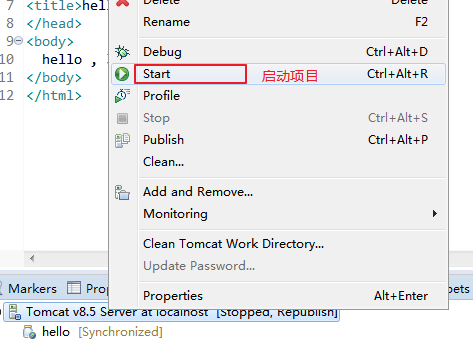 Delete Delete
7 <title>hell
Rename F2
8 </head>
9 <body>
Debug Ctrl+Alt+D
10 hello ,
11 </body>
Start 启动项目 Ctrl+Alt+R
12 </html>
Profile
Stop Ctrl+Alt+S
Publish Ctrl+Alt+P
Clean...
Add and Remove...
Monitoring
Clean Tomcat Work Directory...
Update Password...
Markers Prop
pets
Properties Alt+Enter
Tomcat v8.5 Server at localhost [Stopped, Republish]
hello [Synchronized]